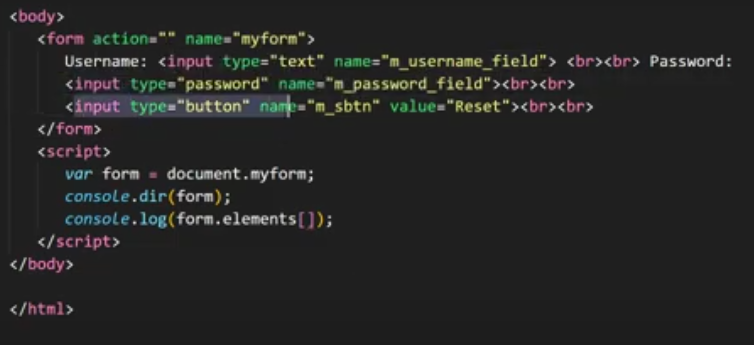 <body>
<form action="" name="myform">
Username: <input type="text" name="m_username_field"> <br><br> Password:
<input type="password" name="m_password_field"><br><br>
<input type="button" name="m_sbtn" value="Reset"><br><br>
</form>
<script>
var form = document.myform;
console.dir(form);
console.log(form.elements[]);
</script>
</body>
</html>